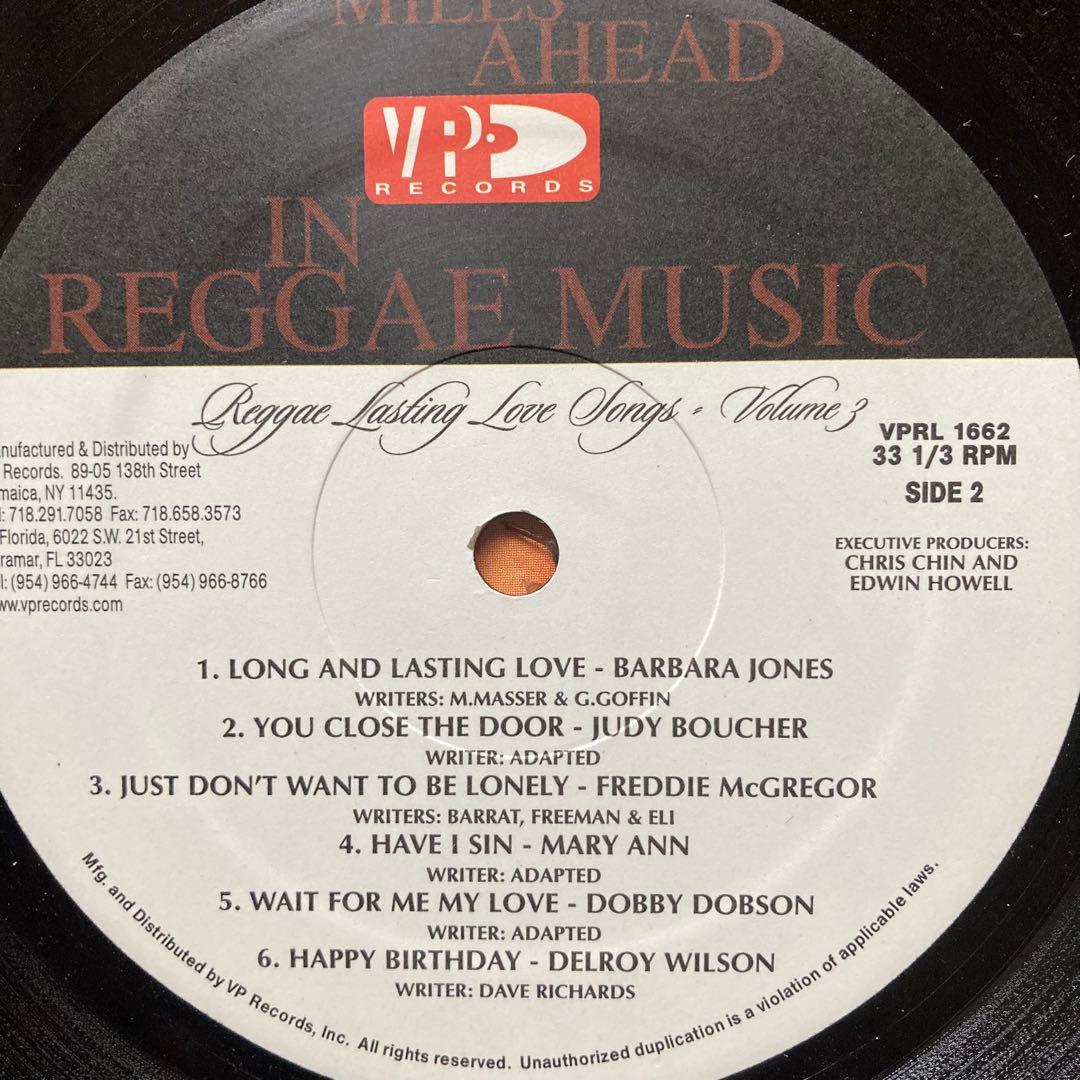 MILES
AHEAD
VP
RECORDS
IN
REGGAE MUSIC
Reggae Lasting Love Songs - Volume 3
VPRL 1662
33 1/3 RPM
SIDE 2
anufactured & Distributed by
Records. 89-05 138th Street
maica, NY 11435.
l: 718.291.7058 Fax: 718.658.3573
Florida, 6022 S.W. 21st Street,
ramar, FL 33023
l: (954) 966-4744 Fax: (954) 966-8766
ww.vprecords.com
EXECUTIVE PRODUCERS:
CHRIS CHIN AND
EDWIN HOWELL
1. LONG AND LASTING LOVE - BARBARA JONES
WRITERS: M.MASSER & G.GOFFIN
2. YOU CLOSE THE DOOR - JUDY BOUCHER
WRITER: ADAPTED
3. JUST DON'T WANT TO BE LONELY - FREDDIE McGREGOR
WRITERS: BARRAT, FREEMAN & ELI
4. HAVE I SIN - MARY ANN
WRITER: ADAPTED
5. WAIT FOR ME MY LOVE - DOBBY DOBSON
WRITER: ADAPTED
6. HAPPY BIRTHDAY - DELROY WILSON
WRITER: DAVE RICHARDS
Mfg. and Distributed by VP Records, Inc. All rights reserved. Unauthorized duplication is a violation of applicable laws.